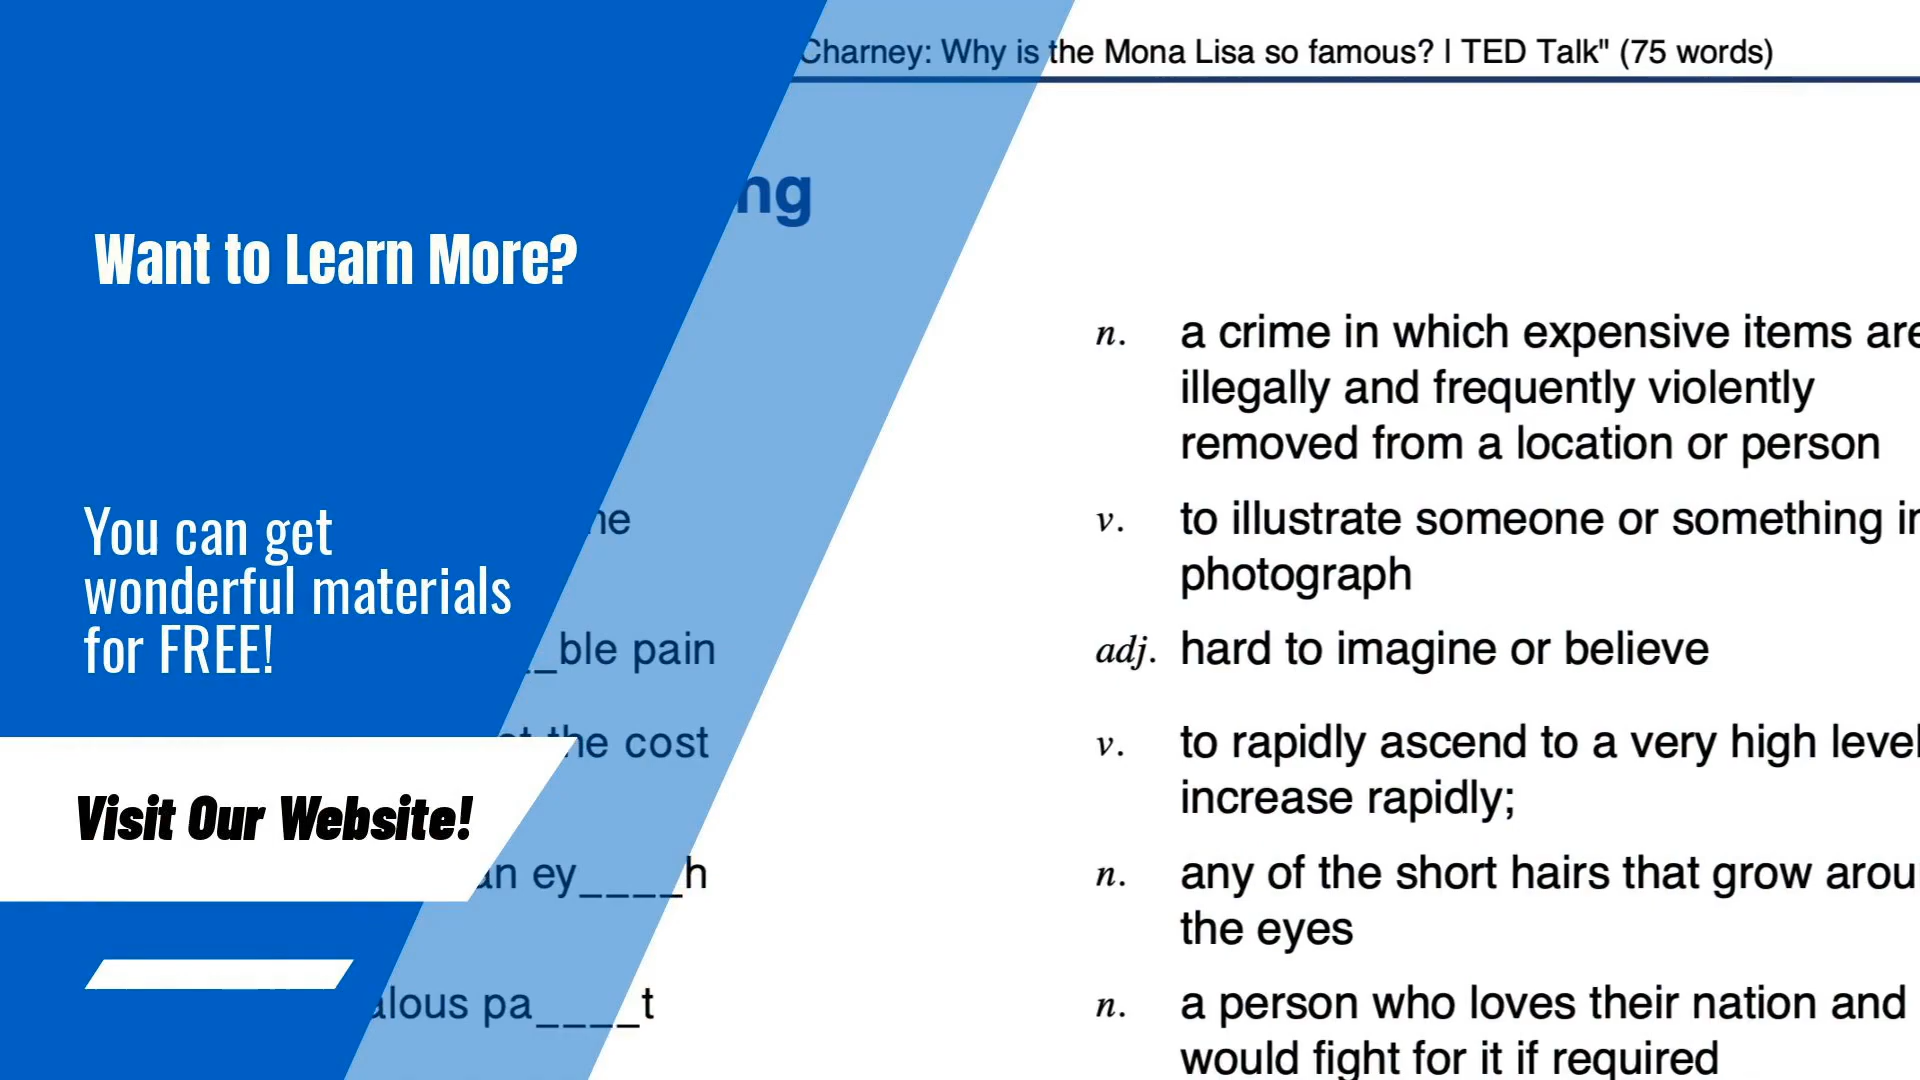 Charney: Why is the Mona Lisa so famous? | TED Talk" (75 words)
ng
Want to Learn More?
You can get
wonderful materials
for FREE!
Visit Our Website!
n. a crime in which expensive items are
illegally and frequently violently
removed from a location or person
v. to illustrate someone or something in
photograph
_ble pain
adj. hard to imagine or believe
the cost
v. to rapidly ascend to a very high level
increase rapidly;
an ey____h
n. any of the short hairs that grow arou
the eyes
alous pa____t
n. a person who loves their nation and
would fight for it if required